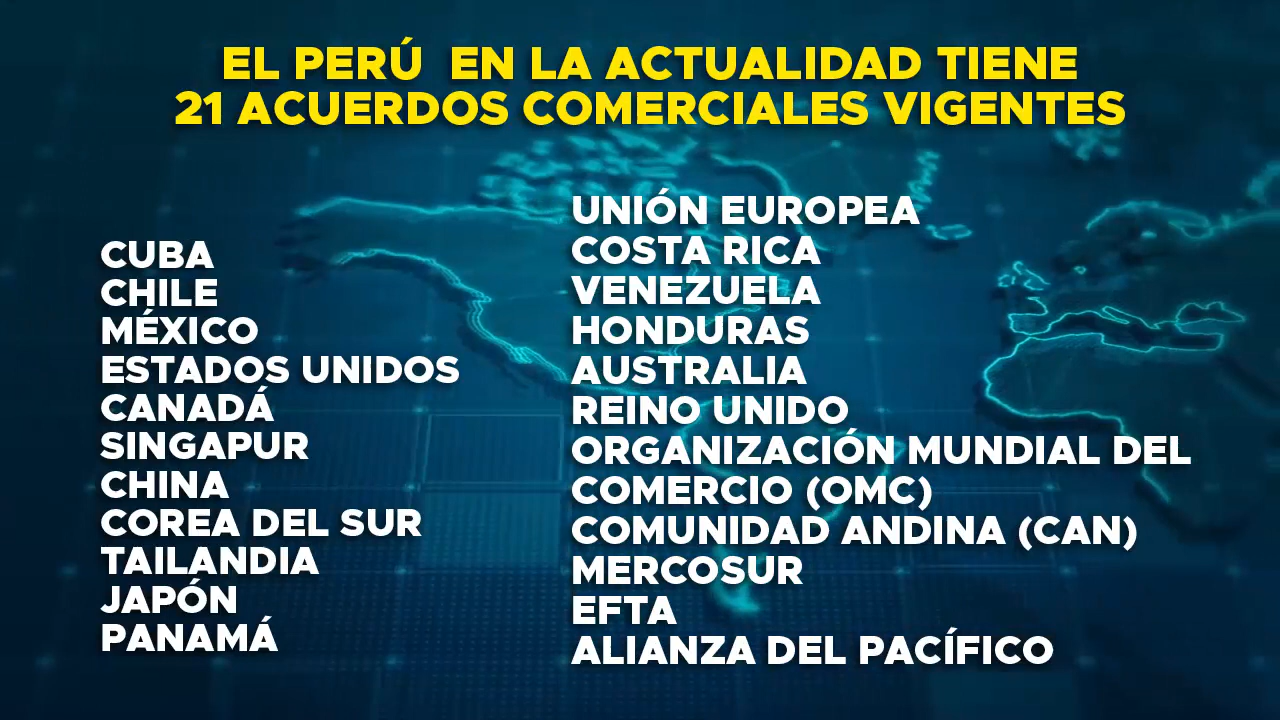 EL PERÚ EN LA ACTUALIDAD TIENE
21 ACUERDOS COMERCIALES VIGENTES
CUBA
CHILE
MÉXICO
ESTADOS UNIDOS
CANADÁ
SINGAPUR
CHINA
COREA DEL SUR
TAILANDIA
JAPÓN
PANAMÁ
UNIÓN EUROPEA
COSTA RICA
VENEZUELA
HONDURAS
AUSTRALIA
REINO UNIDO
ORGANIZACIÓN MUNDIAL DEL
COMERCIO (OMC)
COMUNIDAD ANDINA (CAN)
MERCOSUR
EFTA
ALIANZA DEL PACÍFICO